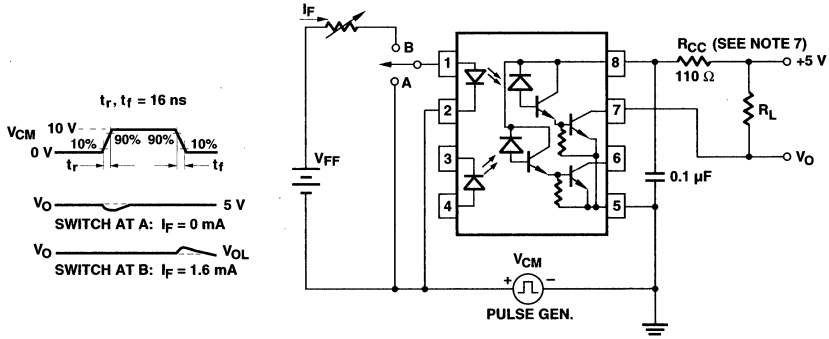 IF
B
A
1
2
3
4
8
7
6
5
RCC (SEE NOTE 7)
110 Ω
+5 V
RL
VO
0.1 µF
VFF
VCM
+
–
PULSE GEN.
tr, tf = 16 ns
VCM
10 V
0 V
10%
90%
90%
10%
tr
tf
VO
5 V
SWITCH AT A: IF = 0 mA
VO
VOL
SWITCH AT B: IF = 1.6 mA